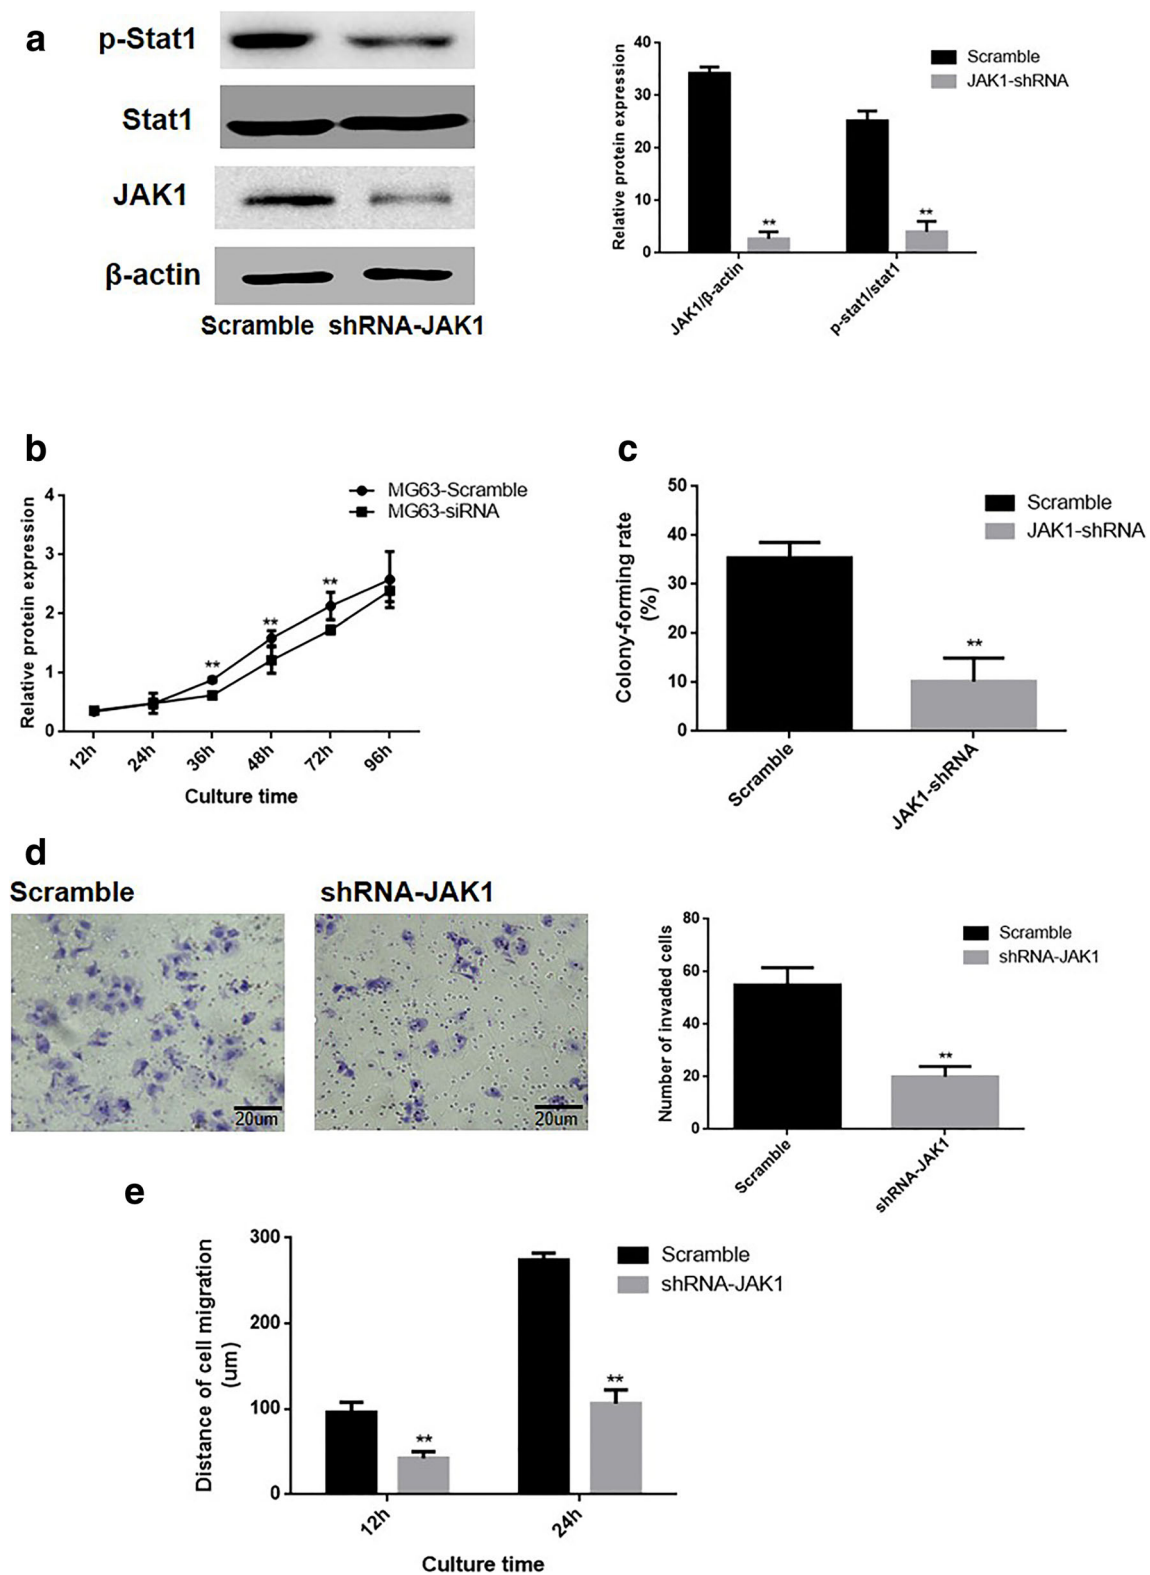 a
p-Stat1
Stat1
JAK1
β-actin
Scramble shRNA-JAK1
Relative protein expression
40
30
20
10
0
**
**
JAK1/β-actin
p-stat1/stat1
Scramble
JAK1-shRNA
b
Relative protein expression
4
3
2
1
0
**
**
**
12h
24h
36h
48h
72h
96h
Culture time
MG63-Scramble
MG63-siRNA
c
Colony-forming rate
(%)
50
40
30
20
10
0
**
Scramble
JAK1-shRNA
Scramble
JAK1-shRNA
d
Scramble
shRNA-JAK1
20um
20um
Number of invaded cells
80
60
40
20
0
**
Scramble
shRNA-JAK1
Scramble
shRNA-JAK1
e
Distance of cell migration
(um)
300
200
100
0
**
**
12h
24h
Culture time
Scramble
shRNA-JAK1